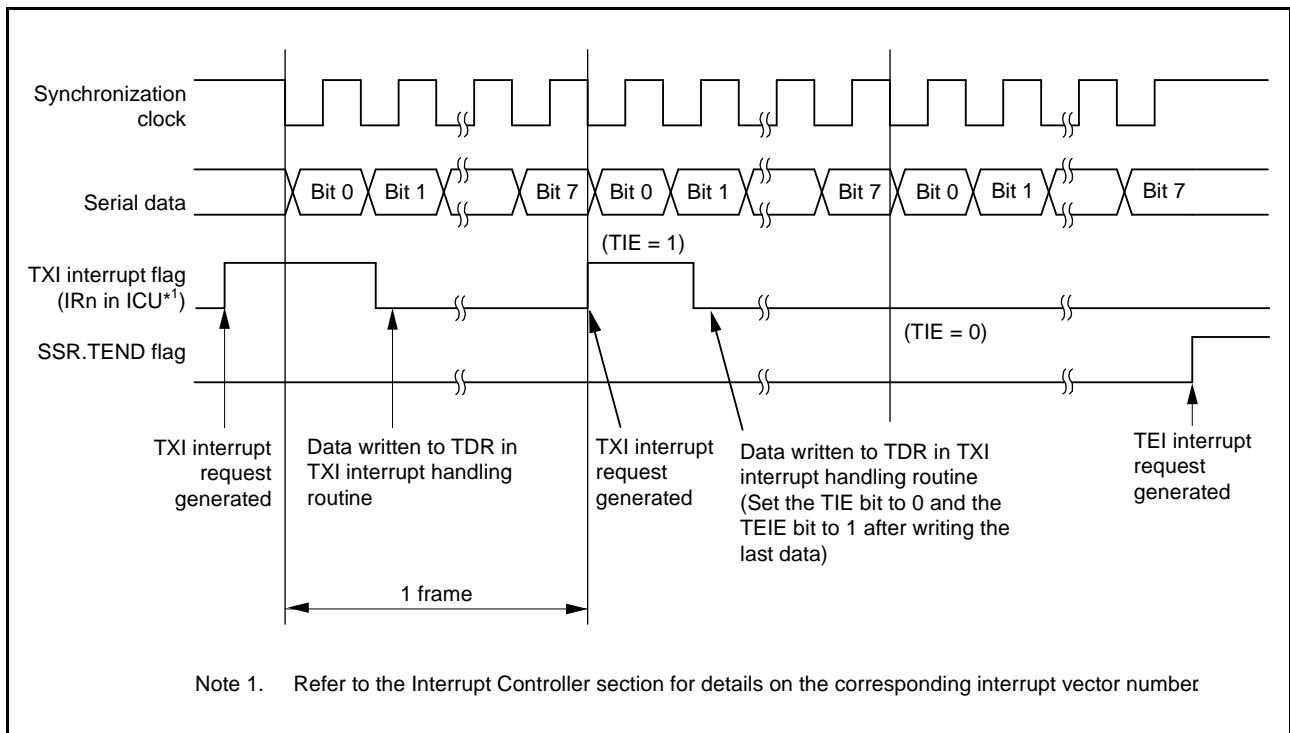 Synchronization
clock
Serial data
Bit 0 Bit 1 Bit 7 Bit 0 Bit 1 Bit 7 Bit 0 Bit 1 Bit 7
(TIE = 1)
TXI interrupt flag
(IRn in ICU*1)
(TIE = 0)
SSR.TEND flag
TXI interrupt
request
generated
Data written to TDR in
TXI interrupt handling
routine
TXI interrupt
request
generated
Data written to TDR in TXI
interrupt handling routine
(Set the TIE bit to 0 and the
TEIE bit to 1 after writing the
last data)
TEI interrupt
request
generated
1 frame
Note 1. Refer to the Interrupt Controller section for details on the corresponding interrupt vector number.